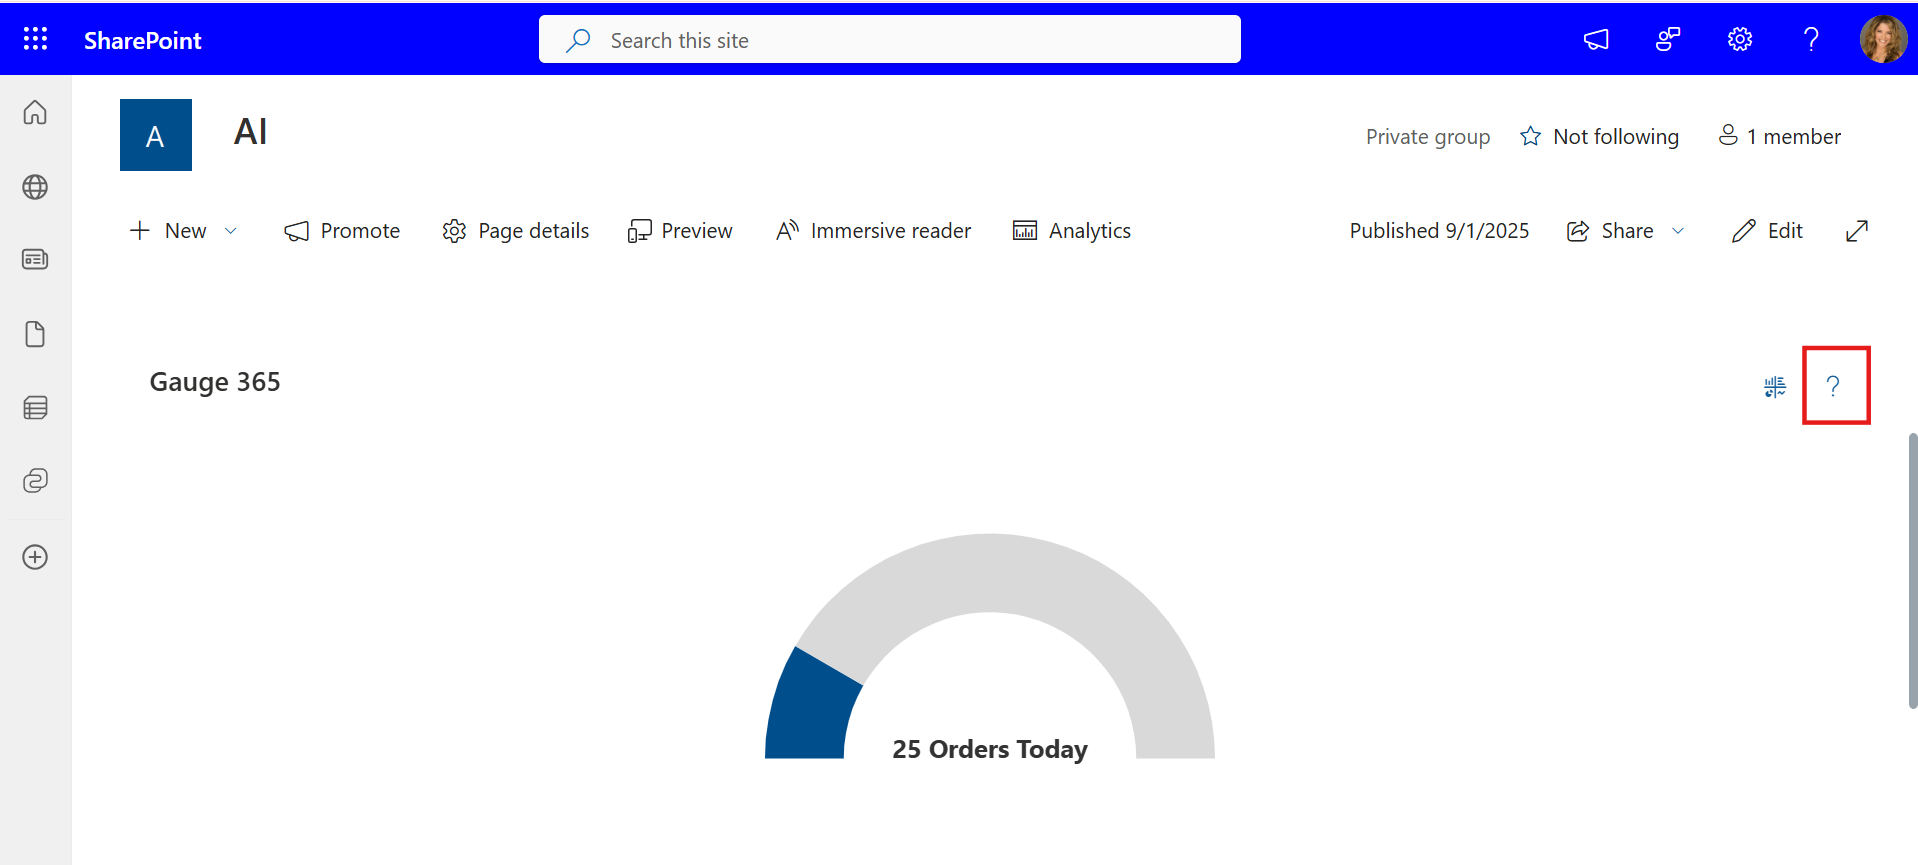 SharePoint
Search this site
?
A
AI
Private group
Not following
1 member
New
Promote
Page details
Preview
Immersive reader
Analytics
Published 9/1/2025
Share
Edit
Gauge 365
?
25 Orders Today